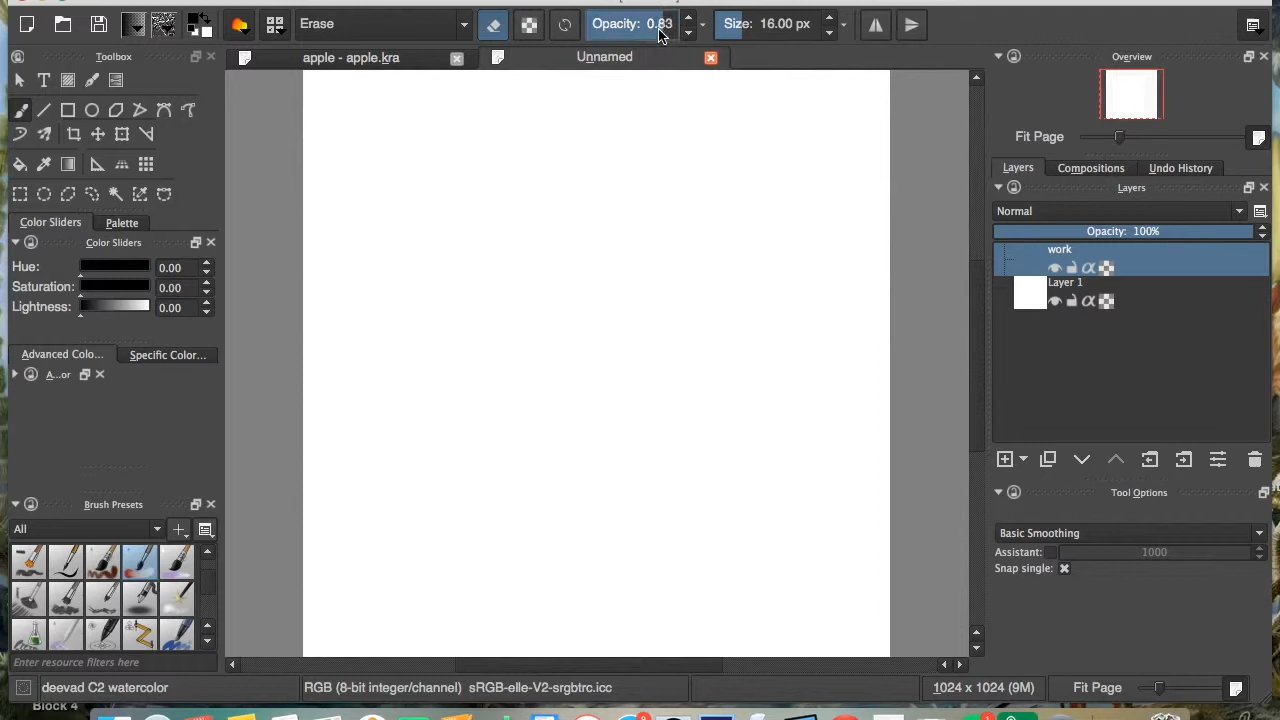 Erase
Opacity: 0.83
Size: 16.00 px
Toolbox
apple - apple.kra
Unnamed
Overview
Fit Page
Layers
Compositions
Undo History
Layers
Normal
Opacity: 100%
work
Layer 1
Color Sliders
Palette
Color Sliders
Hue:
0.00
Saturation:
0.00
Lightness:
0.00
Advanced Colo...
Specific Color...
A...or
Brush Presets
All
Enter resource filters here
Tool Options
Basic Smoothing
Assistant:
1000
Snap single:
deevad C2 watercolor
RGB (8-bit integer/channel) sRGB-elle-V2-srgbtrc.icc
1024 x 1024 (9M)
Fit Page
Block 4